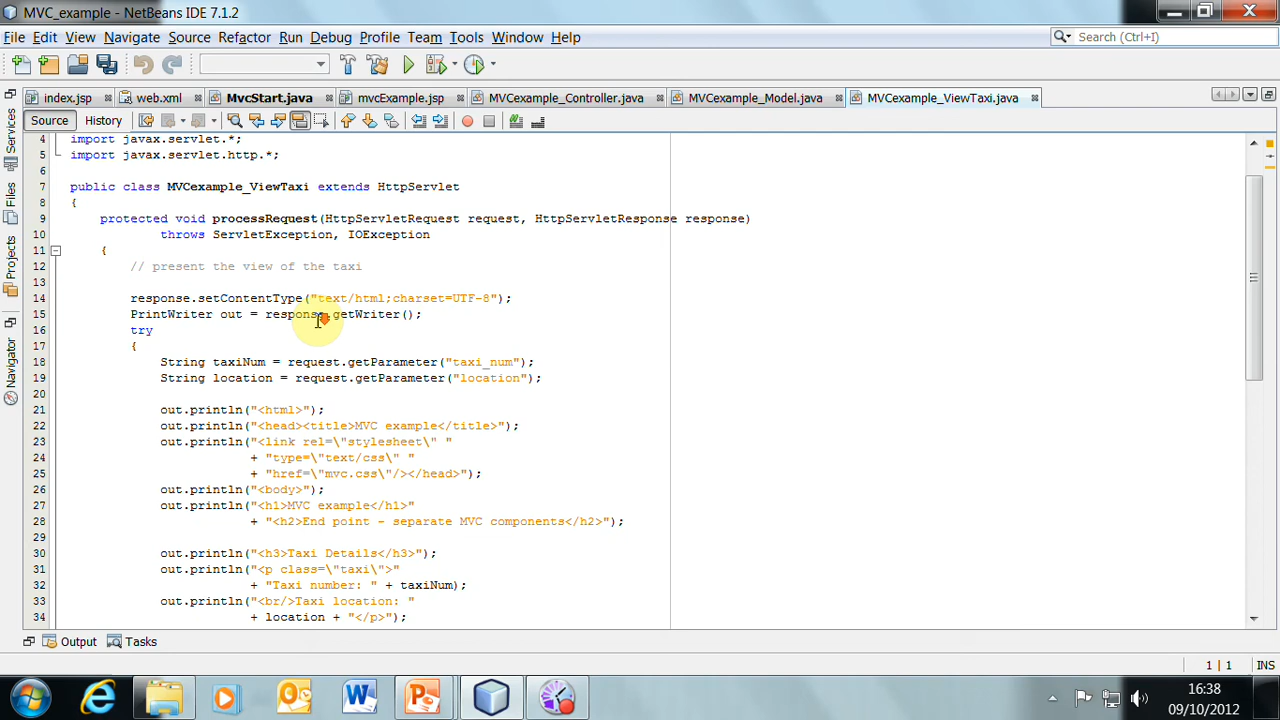 MVC_example - NetBeans IDE 7.1.2
File Edit View Navigate Source Refactor Run Debug Profile Team Tools Window Help
Search (Ctrl+I)
index.jsp web.xml MvcStart.java mvcExample.jsp MVCexample_Controller.java MVCexample_Model.java MVCexample_ViewTaxi.java
Source History
Services
Files
Projects
Navigator
4 import javax.servlet.*;
5 import javax.servlet.http.*;
6
7 public class MVCexample_ViewTaxi extends HttpServlet
8 {
9 protected void processRequest(HttpServletRequest request, HttpServletResponse response)
10 throws ServletException, IOException
11 {
12 // present the view of the taxi
13
14 response.setContentType("text/html;charset=UTF-8");
15 PrintWriter out = response.getWriter();
16 try
17 {
18 String taxiNum = request.getParameter("taxi_num");
19 String location = request.getParameter("location");
20
21 out.println("<html>");
22 out.println("<head><title>MVC example</title>");
23 out.println("<link rel=\"stylesheet\" "
24 + "type=\"text/css\" "
25 + "href=\"mvc.css\"/></head>");
26 out.println("<body>");
27 out.println("<h1>MVC example</h1>"
28 + "<h2>End point - separate MVC components</h2>");
29
30 out.println("<h3>Taxi Details</h3>");
31 out.println("<p class=\"taxi\">"
32 + "Taxi number: " + taxiNum);
33 out.println("<br/>Taxi location: "
34 + location + "</p>");
Output Tasks
1 | 1 INS
16:38
09/10/2012